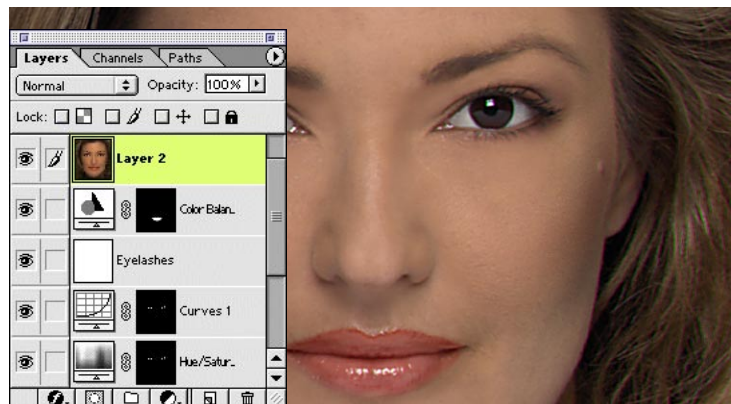 Layers Channels Paths
Normal Opacity: 100%
Lock:
Layer 2
Color Balan..
Eyelashes
Curves 1
Hue/Satur..